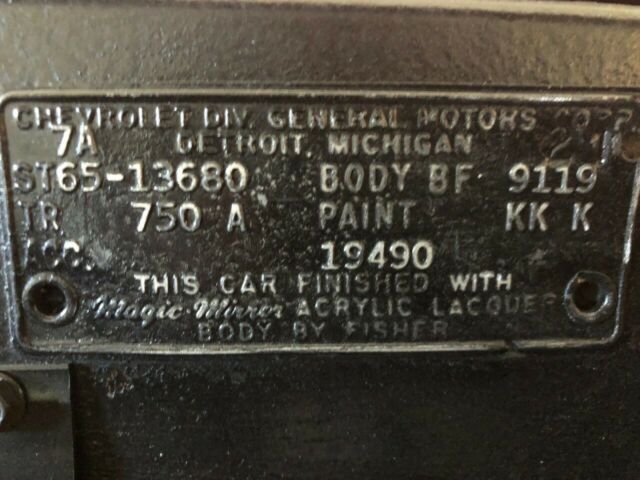 CHEVROLET DIV. GENERAL MOTORS CORP
7A DETROIT, MICHIGAN
ST65-13680 BODY BF 9119
TR 750 A PAINT KK K
ACC. 19490
THIS CAR FINISHED WITH
Magic-Mirror ACRYLIC LACQUER
BODY BY FISHER